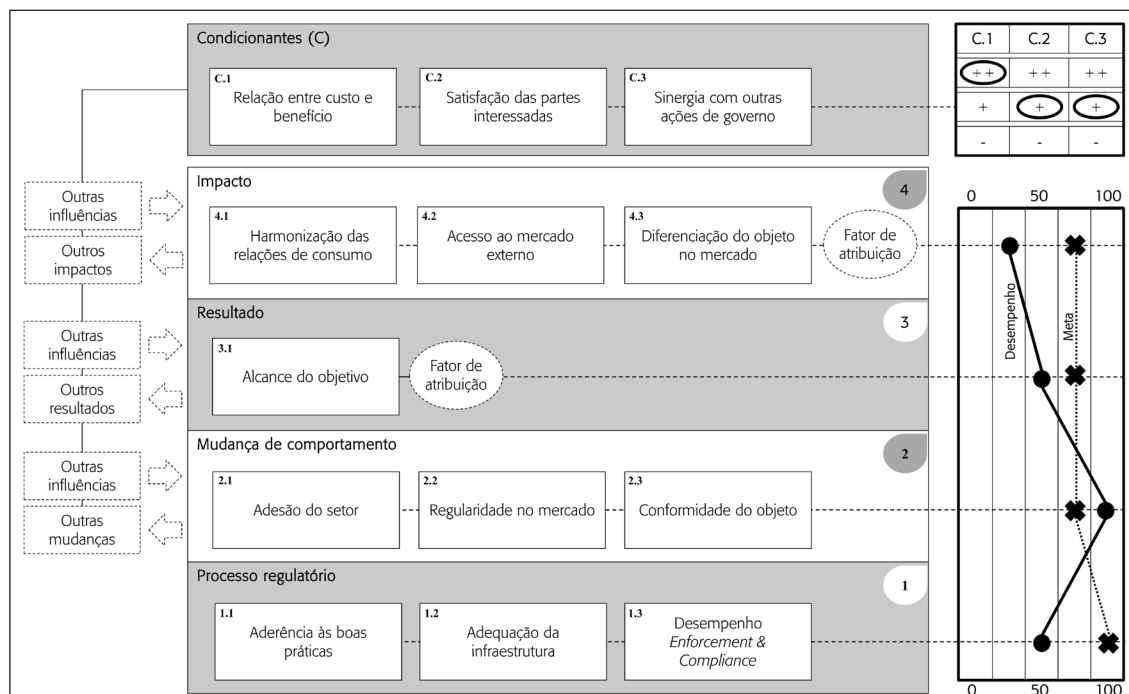 Condicionantes (C)
C.1
Relação entre custo e
benefício
C.2
Satisfação das partes
interessadas
C.3
Sinergia com outras
ações de governo
C.1 C.2 C.3
+ + + + + +
+ + +
- - -
Outras
influências
Outros
impactos
Impacto
4
4.1
Harmonização das
relações de consumo
4.2
Acesso ao mercado
externo
4.3
Diferenciação do objeto
no mercado
Fator de
atribuição
0 50 100
Desempenho
Meta
Outras
influências
Outros
resultados
Resultado
3
3.1
Alcance do objetivo
Fator de
atribuição
Outras
influências
Outras
mudanças
Mudança de comportamento
2
2.1
Adesão do setor
2.2
Regularidade no mercado
2.3
Conformidade do objeto
Processo regulatório
1
1.1
Aderência às boas
práticas
1.2
Adequação da
infraestrutura
1.3
Desempenho
Enforcement &
Compliance
0 50 100